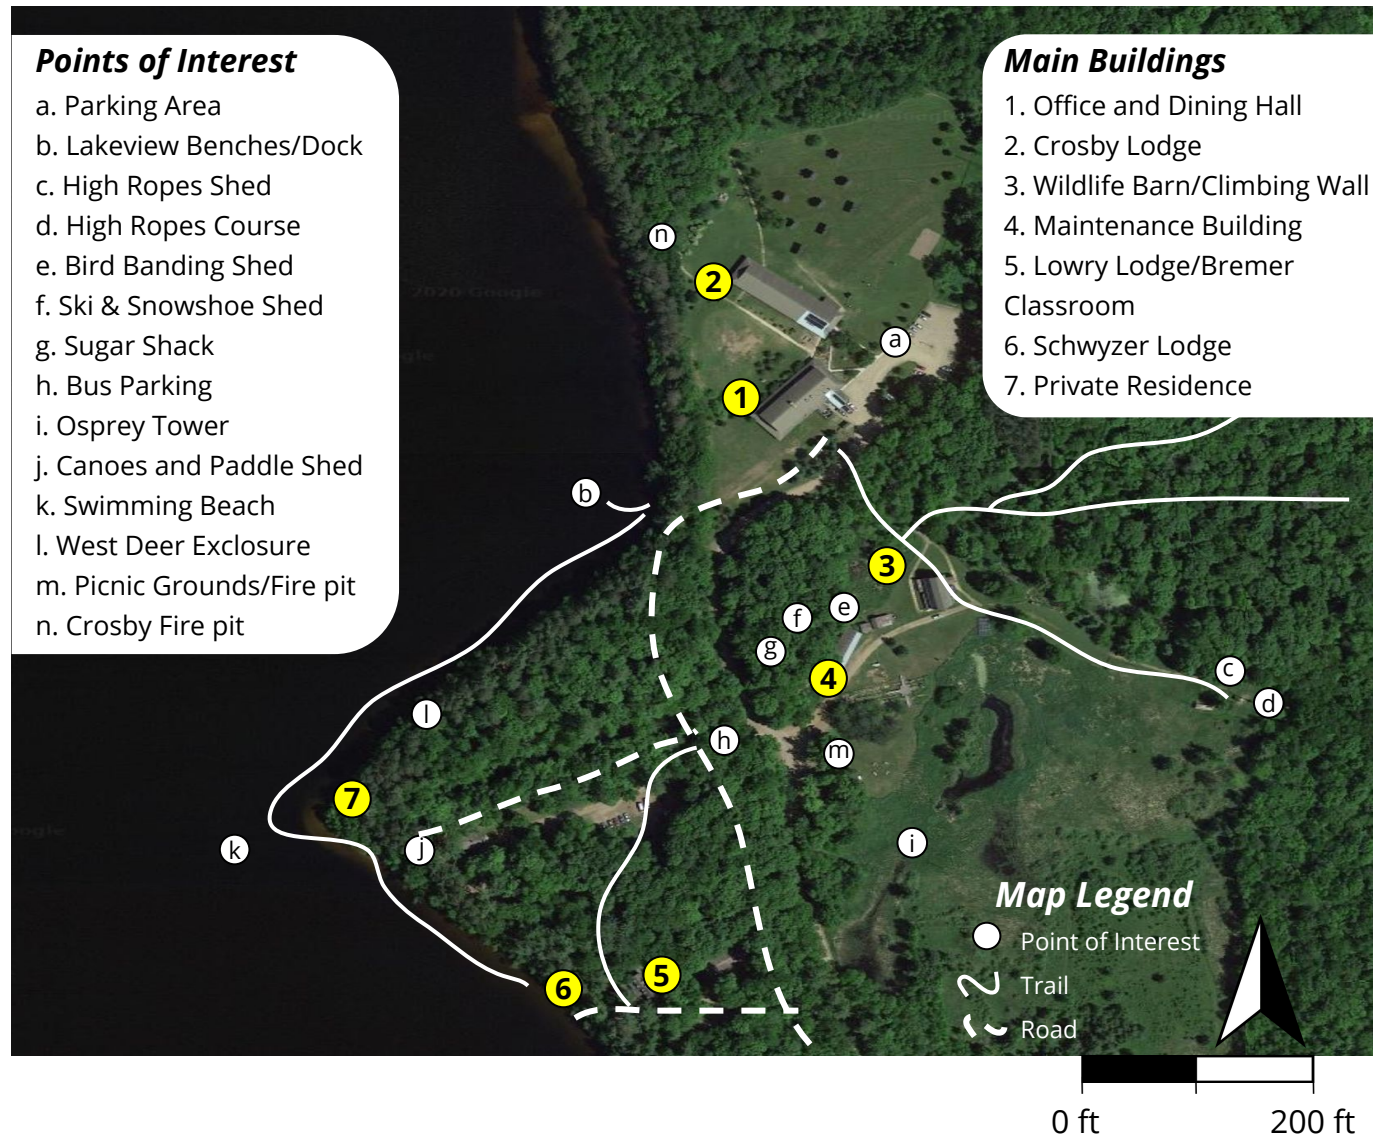 Points of Interest
a. Parking Area
b. Lakeview Benches/Dock
c. High Ropes Shed
d. High Ropes Course
e. Bird Banding Shed
f. Ski & Snowshoe Shed
g. Sugar Shack
h. Bus Parking
i. Osprey Tower
j. Canoes and Paddle Shed
k. Swimming Beach
l. West Deer Exclosure
m. Picnic Grounds/Fire pit
n. Crosby Fire pit
Main Buildings
1. Office and Dining Hall
2. Crosby Lodge
3. Wildlife Barn/Climbing Wall
4. Maintenance Building
5. Lowry Lodge/Bremer
Classroom
6. Schwyzer Lodge
7. Private Residence
n
2
2020 Google
a
ogle
1
b
3
e
f
g
4
c
d
l
h
m
7
ogle
k
j
i
5
6
Map Legend
Point of Interest
Trail
Road
0 ft
200 ft